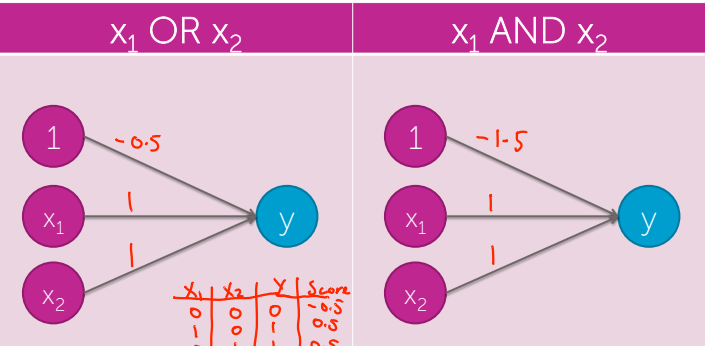 x₁ OR x₂
1
-0.5
x₁
1
x₂
1
y
x₁ x₂ y Score
0 0 0 -0.5
1 0 1 0.5
x₁ AND x₂
1
-1.5
x₁
1
x₂
1
y